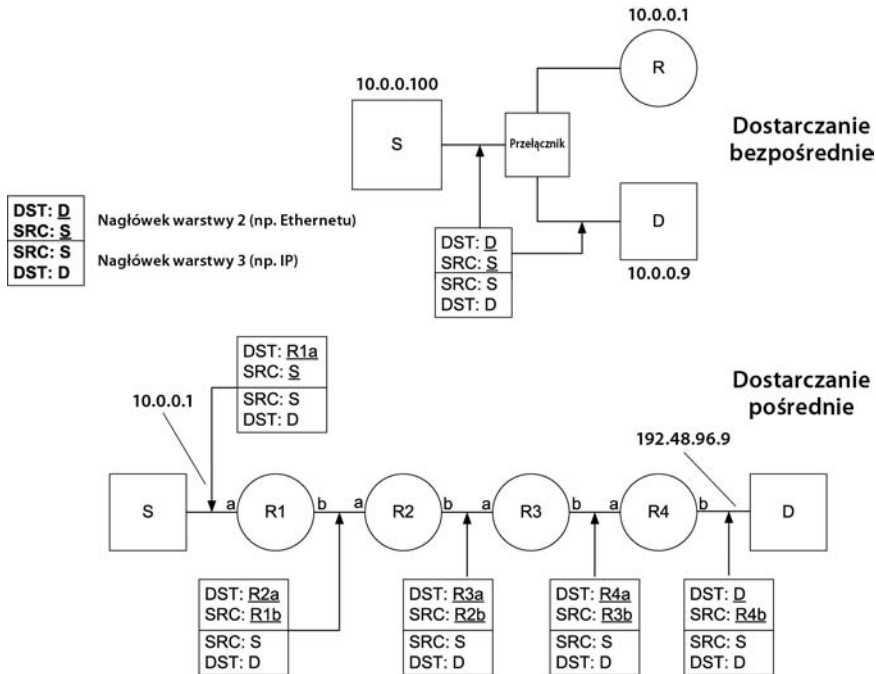 10.0.0.1
R
10.0.0.100
S
Przełącznik
Dostarczanie
bezpośrednie
D
10.0.0.9
DST: D
SRC: S
SRC: S
DST: D
Nagłówek warstwy 2 (np. Ethernetu)
Nagłówek warstwy 3 (np. IP)
DST: D
SRC: S
SRC: S
DST: D
DST: R1a
SRC: S
SRC: S
DST: D
Dostarczanie
pośrednie
10.0.0.1
192.48.96.9
S
a
R1
b
a
R2
b
a
R3
b
a
R4
b
D
DST: R2a
SRC: R1b
SRC: S
DST: D
DST: R3a
SRC: R2b
SRC: S
DST: D
DST: R4a
SRC: R3b
SRC: S
DST: D
DST: D
SRC: R4b
SRC: S
DST: D